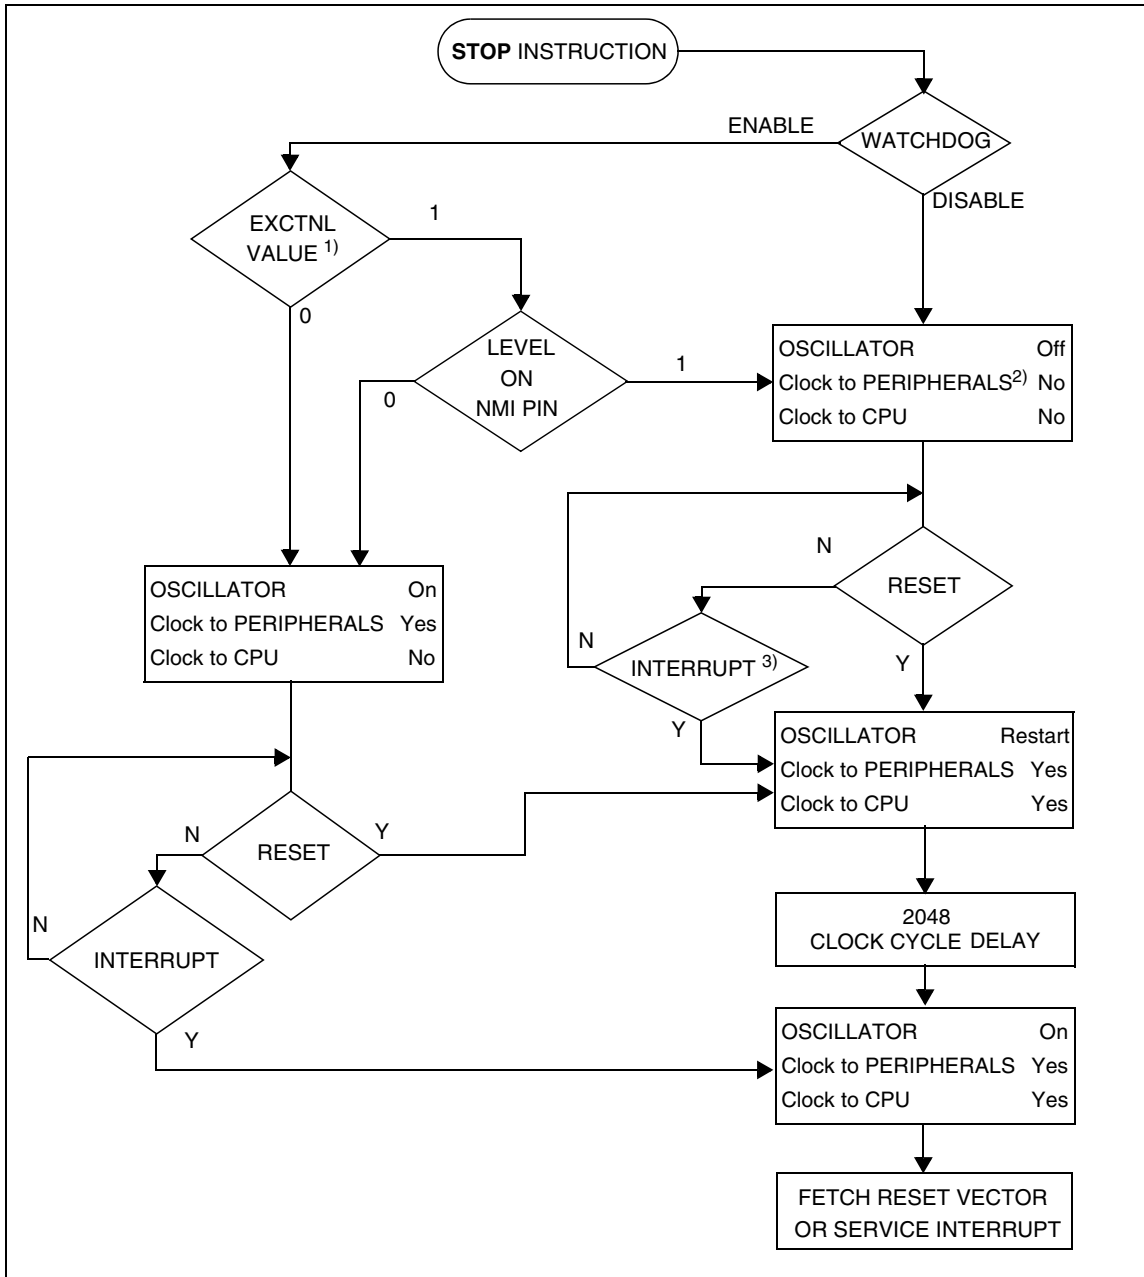 STOP INSTRUCTION
ENABLE
WATCHDOG
DISABLE
EXCTNL
VALUE 1)
1
0
LEVEL
ON
NMI PIN
1
0
OSCILLATOR Off
Clock to PERIPHERALS2) No
Clock to CPU No
N
RESET
Y
OSCILLATOR On
Clock to PERIPHERALS Yes
Clock to CPU No
N
INTERRUPT 3)
Y
OSCILLATOR Restart
Clock to PERIPHERALS Yes
Clock to CPU Yes
N
RESET
Y
N
INTERRUPT
Y
2048
CLOCK CYCLE DELAY
OSCILLATOR On
Clock to PERIPHERALS Yes
Clock to CPU Yes
FETCH RESET VECTOR
OR SERVICE INTERRUPT